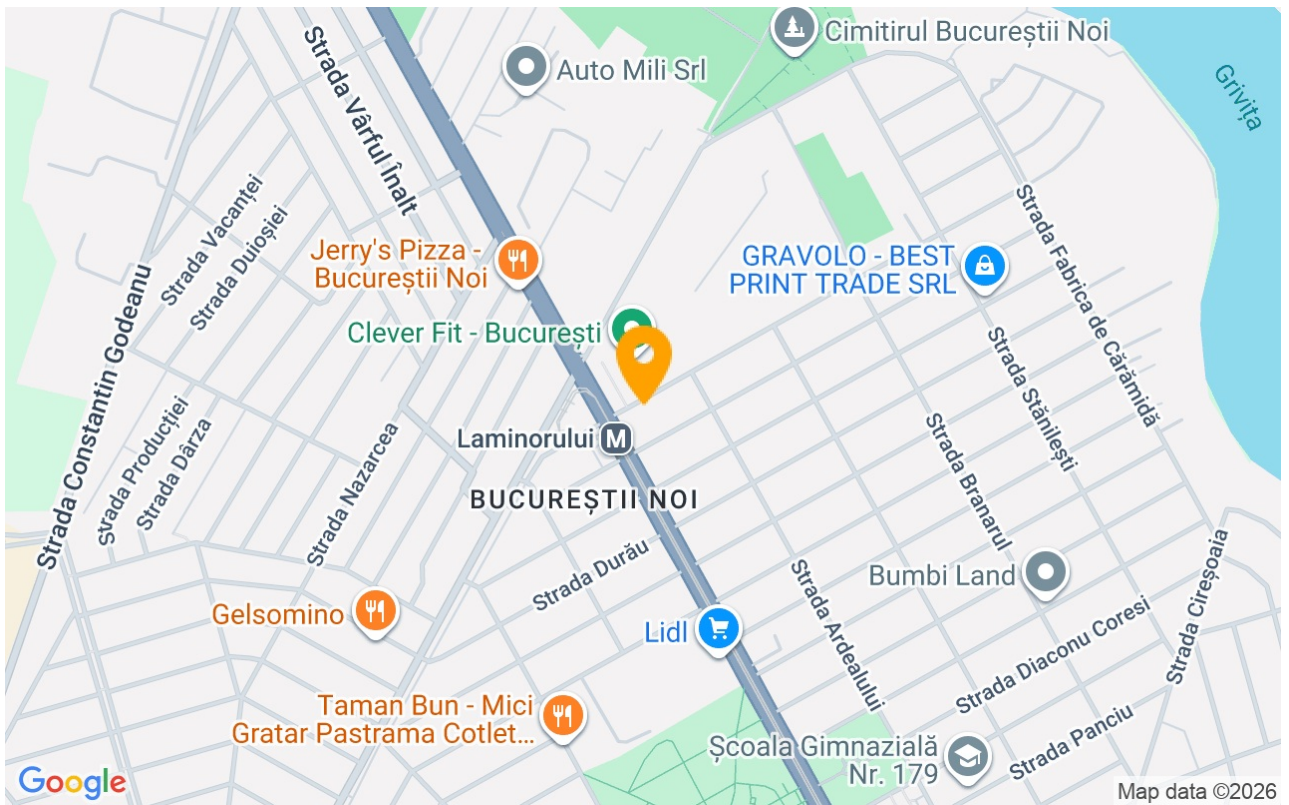 Cimitirul Bucureștii Noi
Auto Mili Srl
Grivița
Strada Vârful Înalt
Strada Vacanței
Strada Duioșiei
Strada Fabrica de Cărămidă
Jerry's Pizza -
Bucureștii Noi
GRAVOLO - BEST
PRINT TRADE SRL
Strada Constantin Godeanu
Clever Fit - București
Strada Stănilești
Strada Producției
Strada Dârza
Strada Nazarcea
Laminorului M
Strada Branarul
BUCUREȘTII NOI
Strada Durău
Bumbi Land
Strada Cireșoaia
Gelsomino
Lidl
Strada Ardealului
Strada Diaconu Coresi
Taman Bun - Mici
Gratar Pastrama Cotlet...
Școala Gimnazială
Nr. 179
Strada Panciu
Google
Map data ©2026